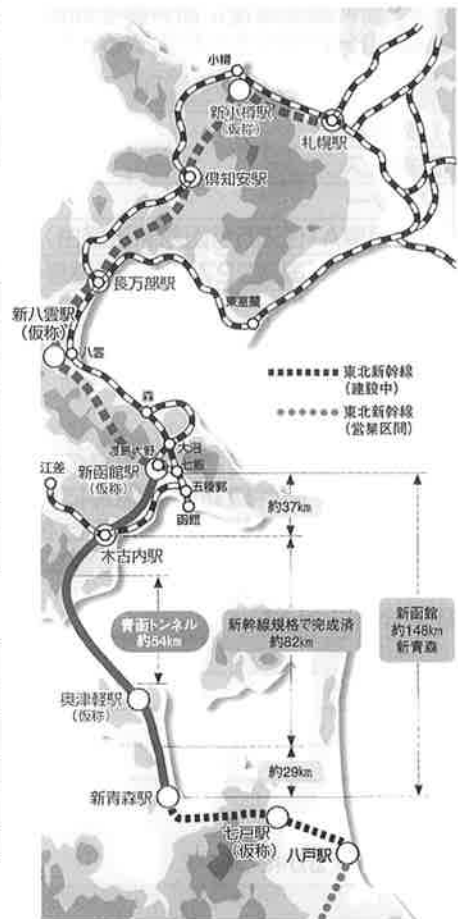 小樽
新小樽駅
(仮称)
札幌駅
倶知安駅
長万部駅
東室蘭
新八雲駅
(仮称)
八雲
東北新幹線
(建設中)
東北新幹線
(営業区間)
森
大沼
渡島大野
七飯
新函館駅
(仮称)
江差
五稜郭
函館
木古内駅
約37km
青函トンネル
約54km
新幹線規格で完成済
約82km
新函館
約148km
新青森
奥津軽駅
(仮称)
約29km
新青森駅
七戸駅
(仮称)
八戸駅